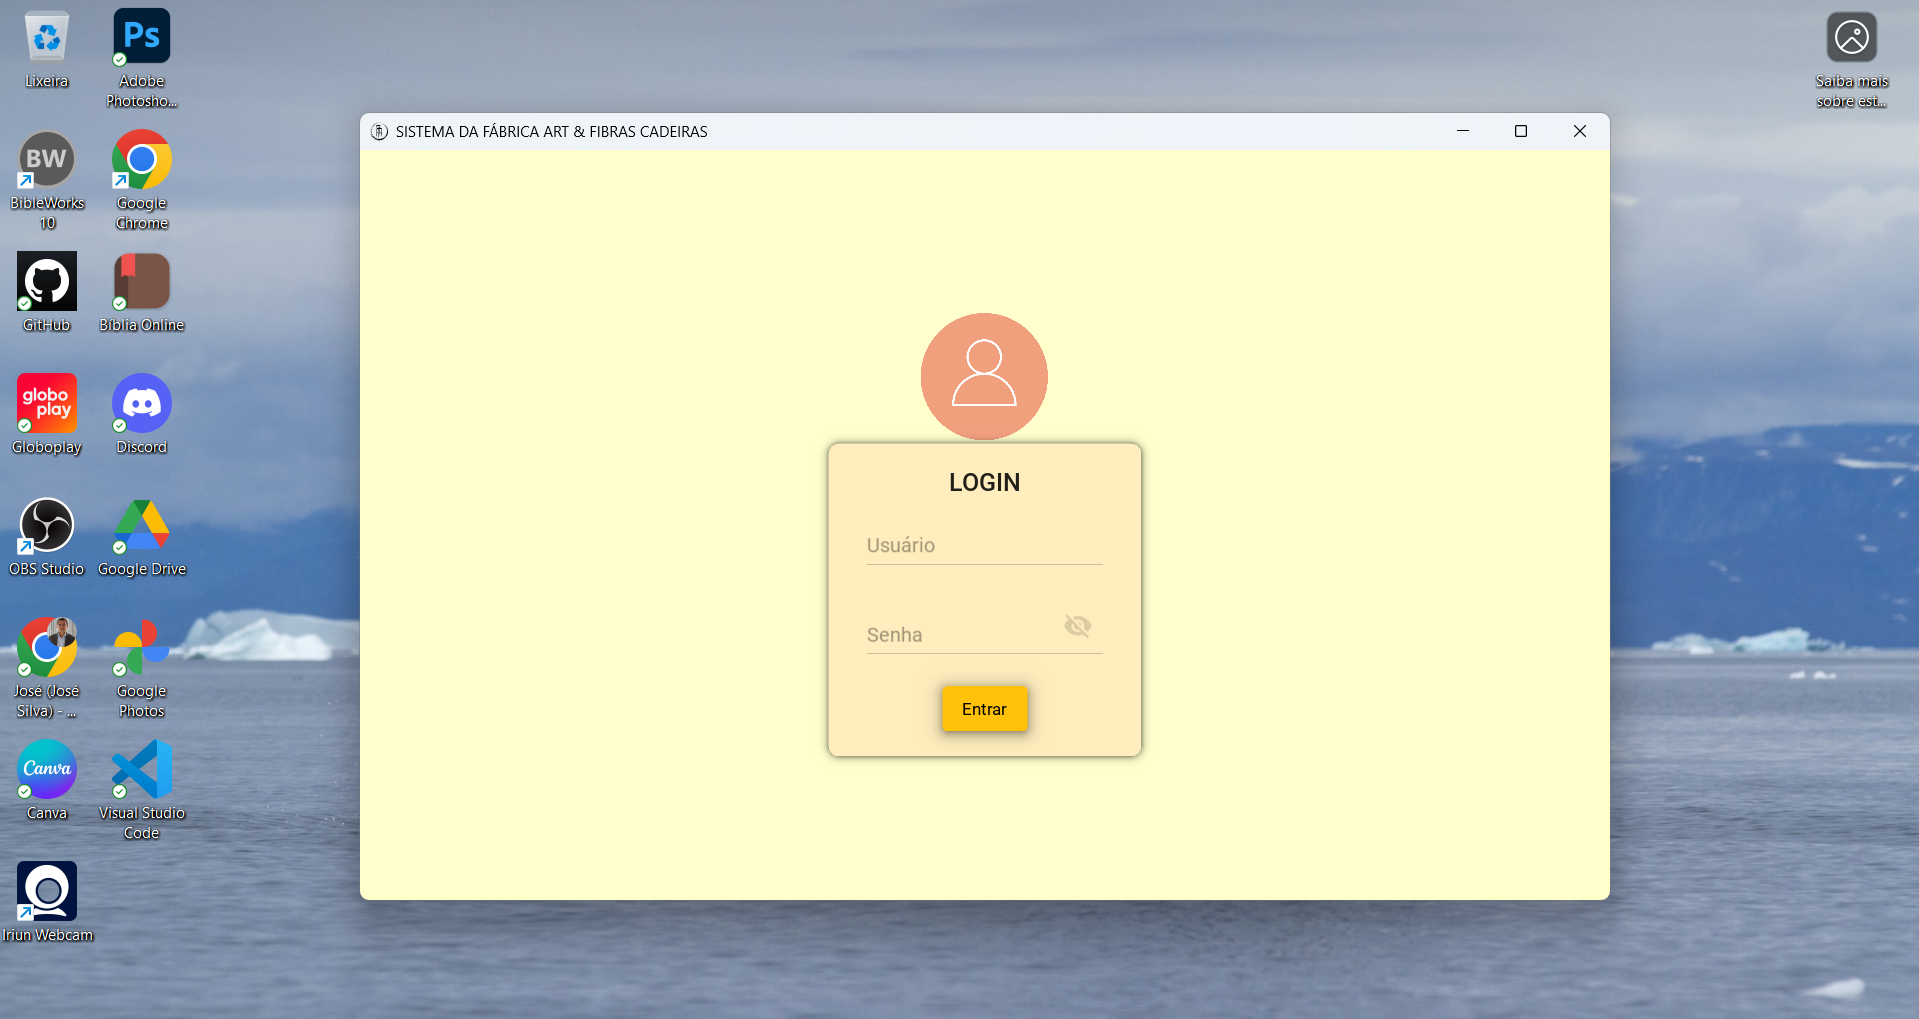 Lixeira
Ps
Adobe
Photosho...
BW
BibleWorks
10
Google
Chrome
GitHub
Bíblia Online
globo
play
Globoplay
Discord
OBS Studio
Google Drive
José (José
Silva) - ...
Google
Photos
Canva
Canva
Visual Studio
Code
Iriun Webcam
Saiba mais
sobre est...
SISTEMA DA FÁBRICA ART & FIBRAS CADEIRAS
LOGIN
Usuário
Senha
Entrar